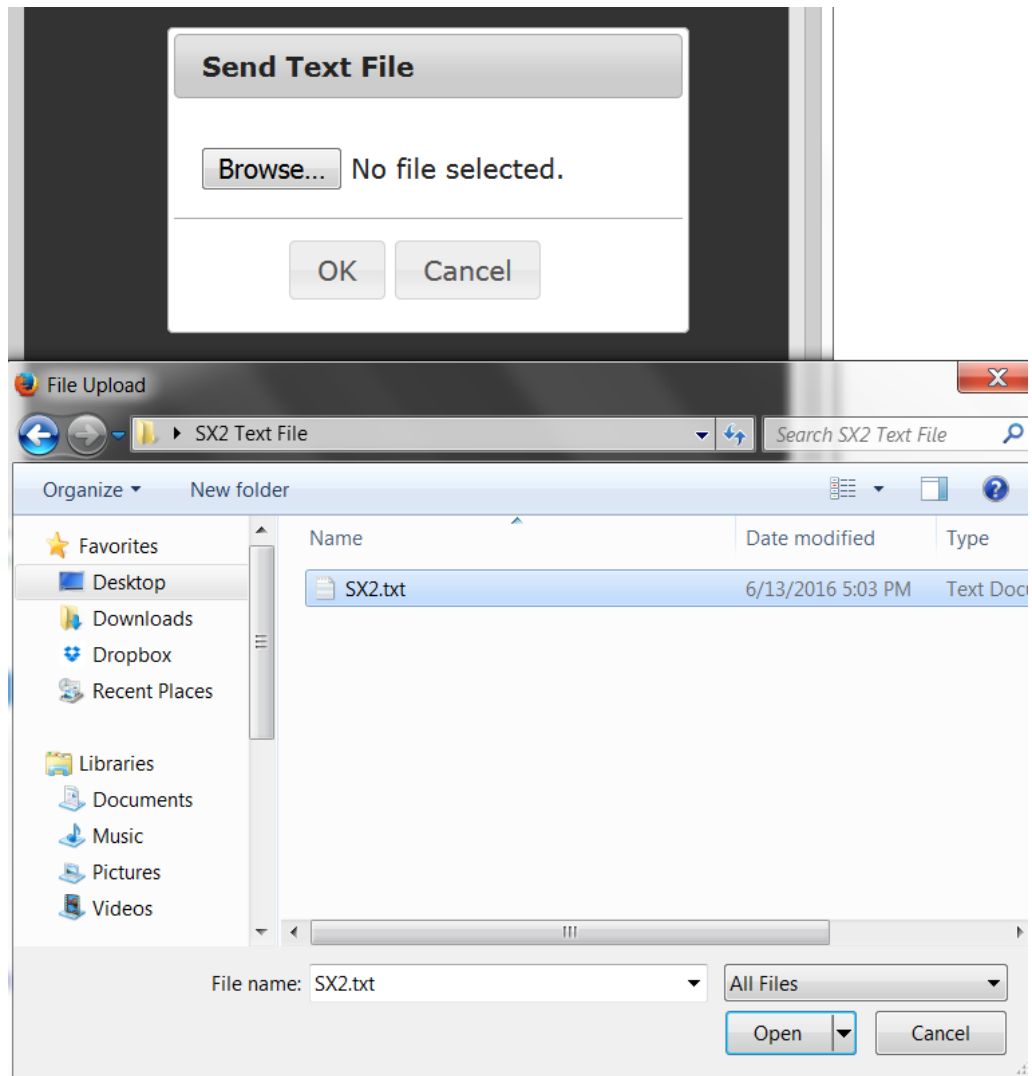 Send Text File
Browse... No file selected.
OK Cancel
File Upload
SX2 Text File Search SX2 Text File
Organize New folder
Favorites
Desktop
Downloads
Dropbox
Recent Places
Libraries
Documents
Music
Pictures
Videos
Name Date modified Type
SX2.txt 6/13/2016 5:03 PM Text Docu
File name: SX2.txt All Files
Open Cancel